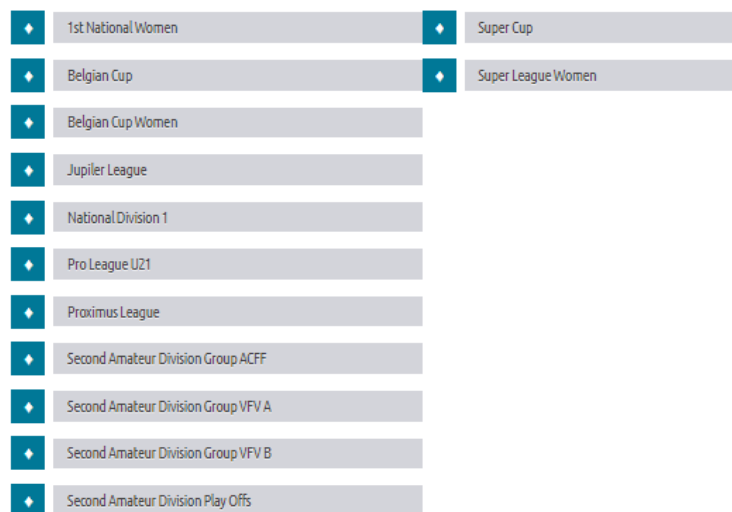 1st National Women
Belgian Cup
Belgian Cup Women
Jupiler League
National Division 1
Pro League U21
Proximus League
Second Amateur Division Group ACFF
Second Amateur Division Group VFV A
Second Amateur Division Group VFV B
Second Amateur Division Play Offs
Super Cup
Super League Women